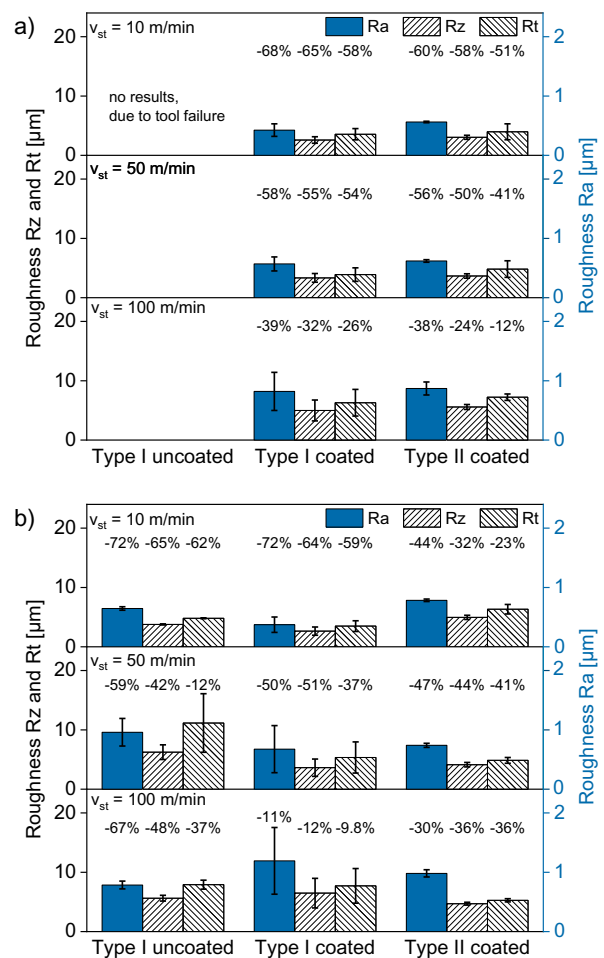 a)
v_st = 10 m/min
Ra Rz Rt
-68% -65% -58% -60% -58% -51%
no results,
due to tool failure
v_st = 50 m/min
-58% -55% -54% -56% -50% -41%
v_st = 100 m/min
-39% -32% -26% -38% -24% -12%
20
10
0
20
10
0
20
10
0
2
1
0
2
1
0
2
1
0
Roughness Rz and Rt [µm]
Roughness Ra [µm]
Type I uncoated Type I coated Type II coated
b)
v_st = 10 m/min
Ra Rz Rt
-72% -65% -62% -72% -64% -59% -44% -32% -23%
v_st = 50 m/min
-59% -42% -12% -50% -51% -37% -47% -44% -41%
v_st = 100 m/min
-67% -48% -37% -11% -12% -9.8% -30% -36% -36%
20
10
0
20
10
0
20
10
0
2
1
0
2
1
0
2
1
0
Roughness Rz and Rt [µm]
Roughness Ra [µm]
Type I uncoated Type I coated Type II coated